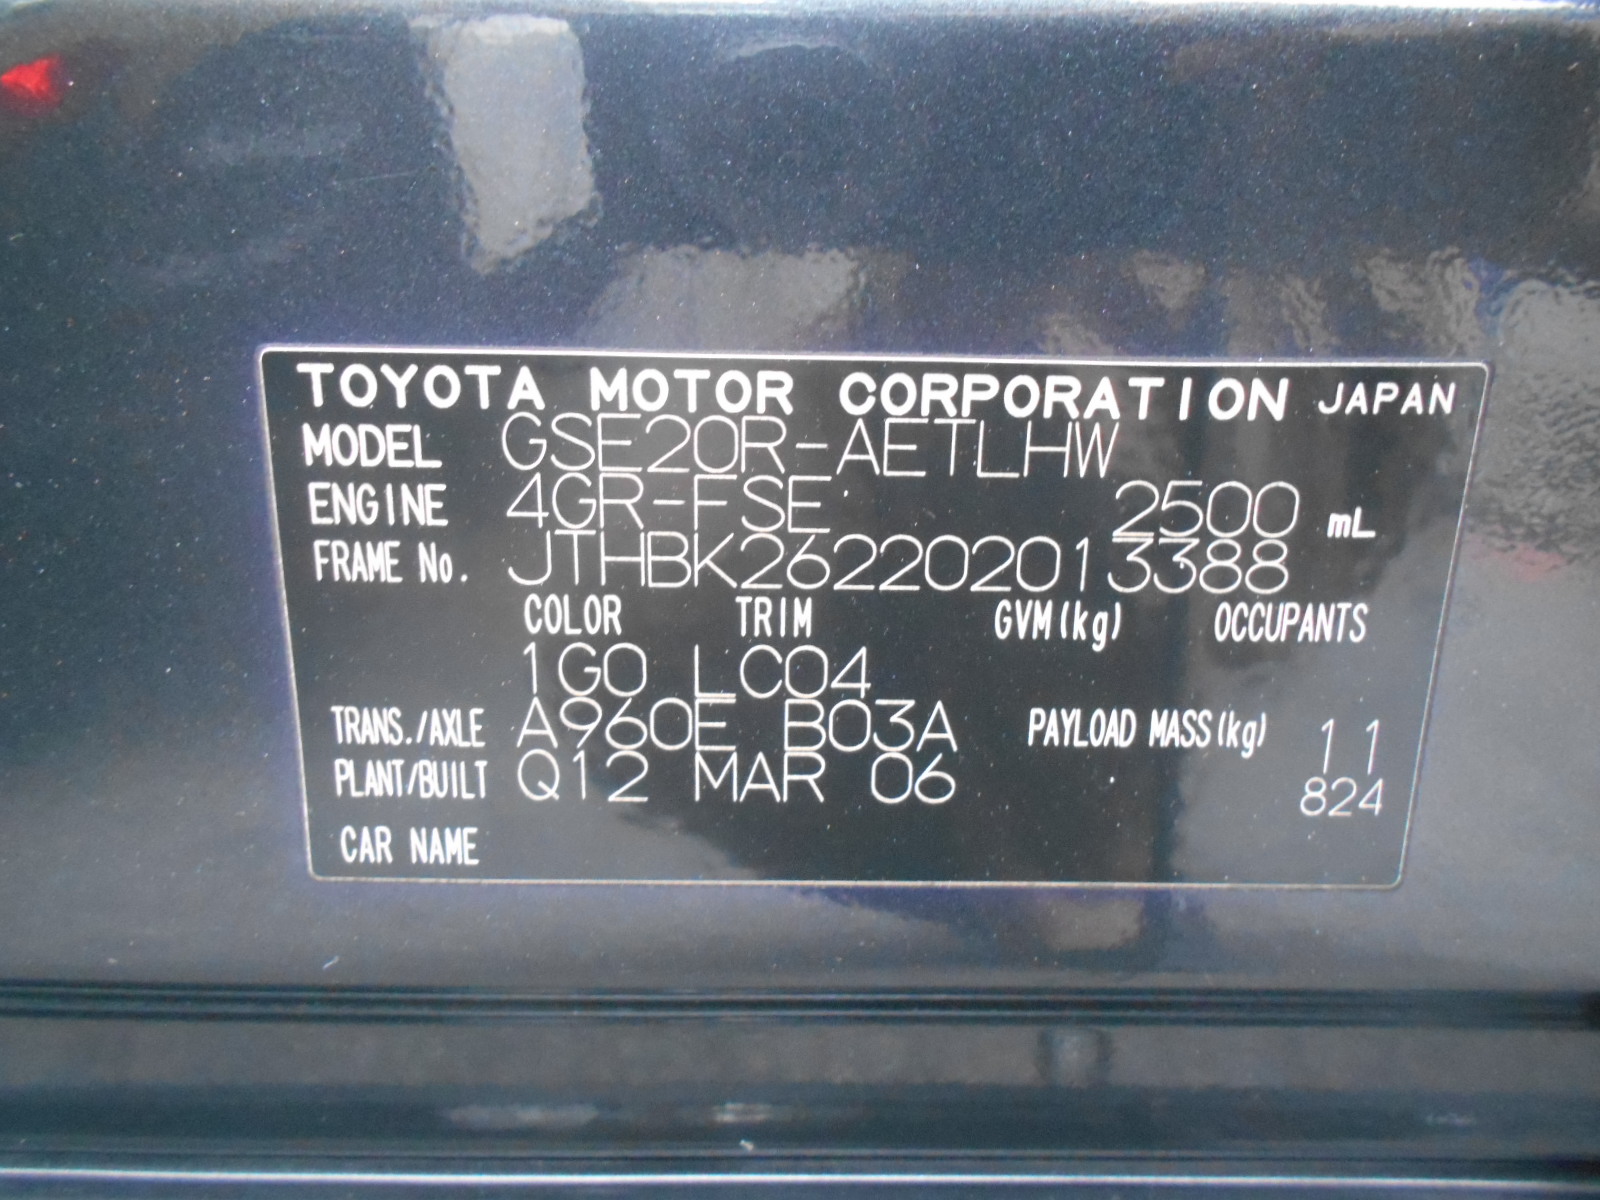 TOYOTA MOTOR CORPORATION JAPAN
MODEL GSE20R-AETLHW
ENGINE 4GR-FSE 2500 mL
FRAME No. JTHBK262202013388
COLOR TRIM GVM(kg) OCCUPANTS
1G0 LC04
TRANS./AXLE A960E B03A PAYLOAD MASS(kg) 11
PLANT/BUILT Q12 MAR 06 824
CAR NAME